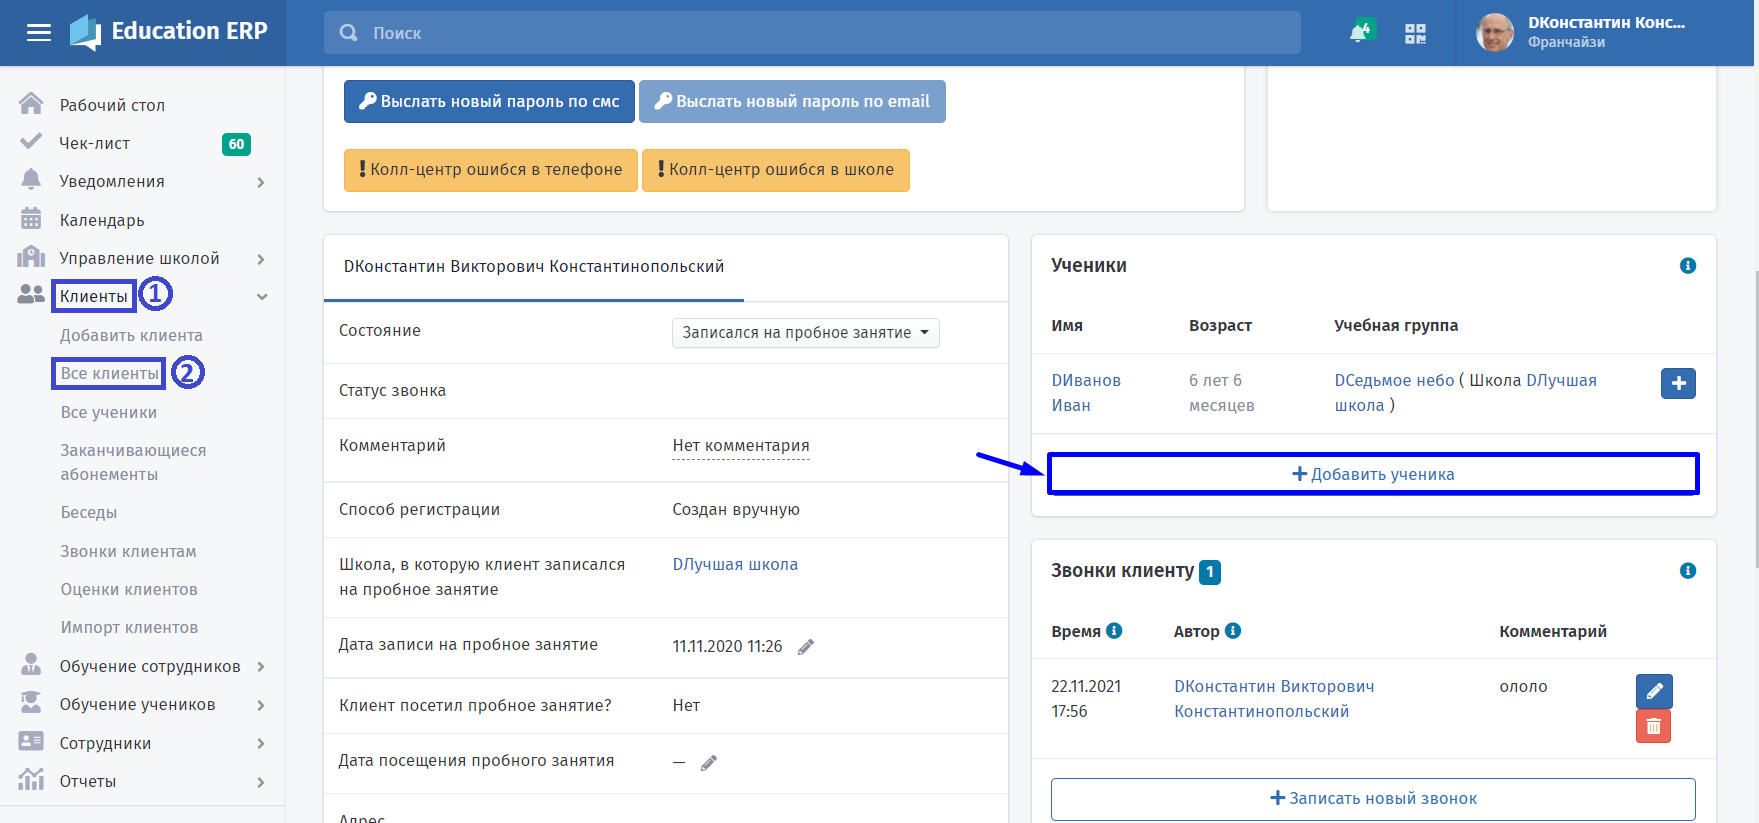 Education ERP
Поиск
4
DКонстантин Конс...
Франчайзи
Рабочий стол
Чек-лист
60
Уведомления
Календарь
Управление школой
Клиенты
1
Добавить клиента
Все клиенты
2
Все ученики
Заканчивающиеся
абонементы
Беседы
Звонки клиентам
Оценки клиентов
Импорт клиентов
Обучение сотрудников
Обучение учеников
Сотрудники
Отчеты
Выслать новый пароль по смс
Выслать новый пароль по email
Колл-центр ошибся в телефоне
Колл-центр ошибся в школе
DКонстантин Викторович Константинопольский
Состояние
Записался на пробное занятие
Статус звонка
Комментарий
Нет комментария
Способ регистрации
Создан вручную
Школа, в которую клиент записался
на пробное занятие
DЛучшая школа
Дата записи на пробное занятие
11.11.2020 11:26
Клиент посетил пробное занятие?
Нет
Дата посещения пробного занятия
—
Адрес
Ученики
Имя
Возраст
Учебная группа
DИванов
Иван
6 лет 6
месяцев
DСедьмое небо ( Школа DЛучшая
школа )
Добавить ученика
Звонки клиенту 1
Время
Автор
Комментарий
22.11.2021
17:56
DКонстантин Викторович
Константинопольский
ололо
Записать новый звонок